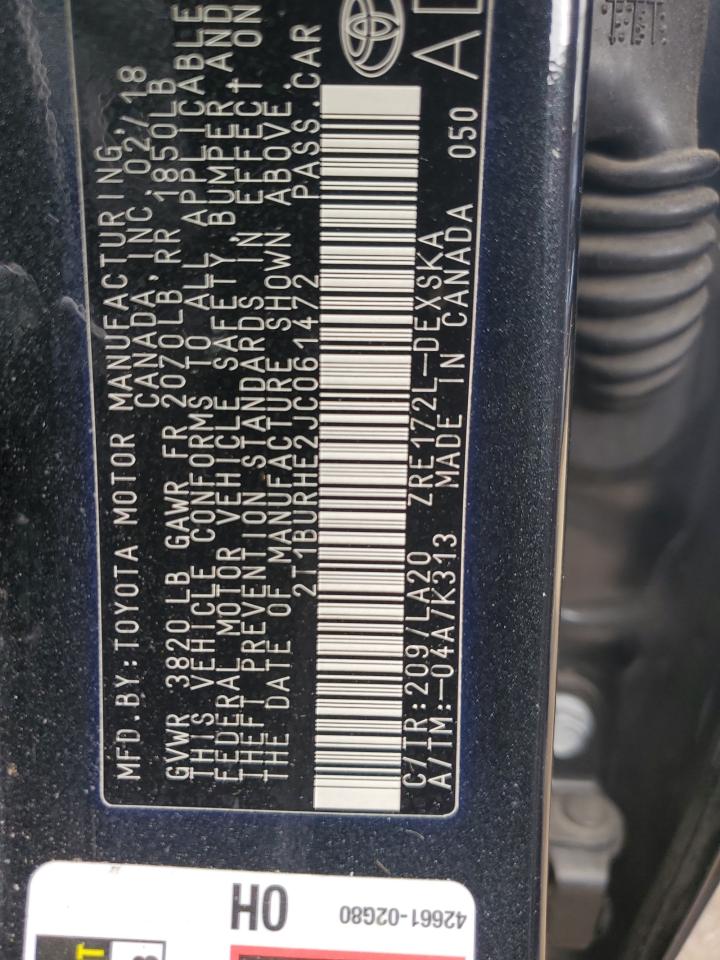 MFD.BY:TOYOTA MOTOR MANUFACTURING,
CANADA, INC. 02/18
GVWR 3820 LB GAWR FR 2070LB, RR 1850LB
THIS VEHICLE CONFORMS TO ALL APPLICABLE
FEDERAL MOTOR VEHICLE SAFETY, BUMPER AND
THEFT PREVENTION STANDARDS IN EFFECT ON
THE DATE OF MANUFACTURE SHOWN ABOVE.
2T1BURHE2JC061472 PASS.CAR
C/TR:209/LA20 ZRE172L-DEXSKA
A/TM:-04A/K313 MADE IN CANADA 050
0H
42661-02G80